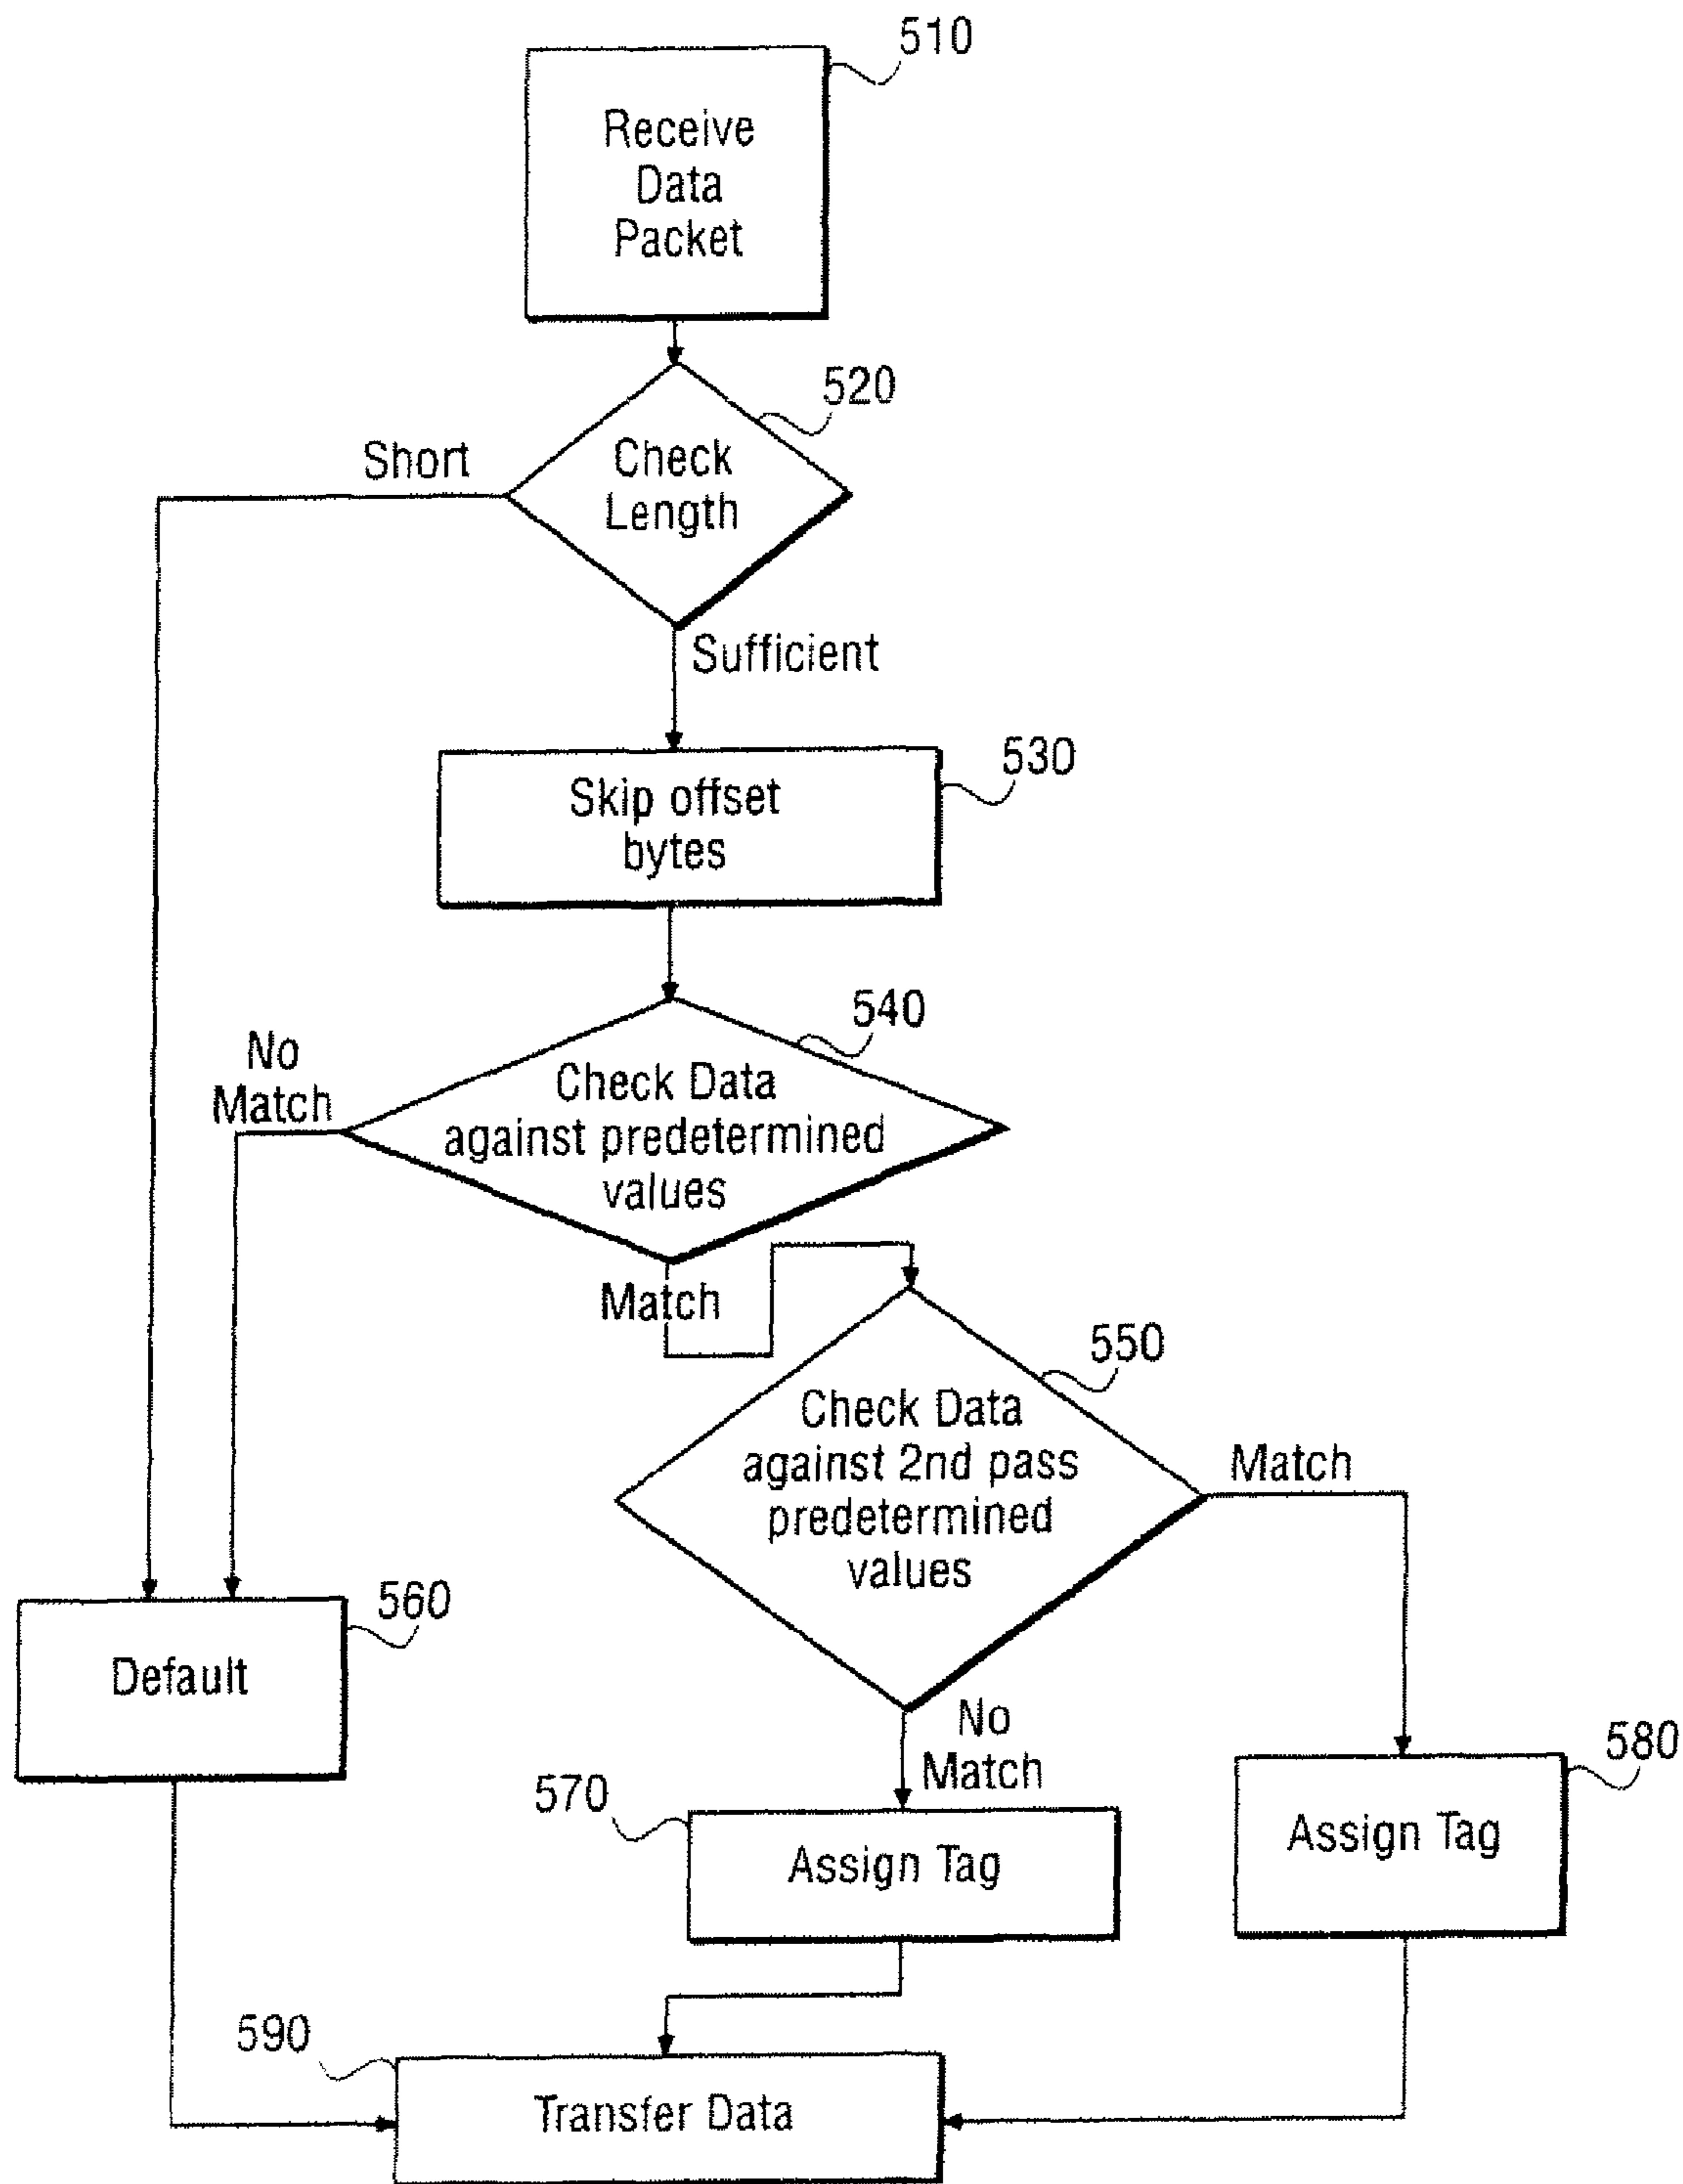 510
Receive
Data
Packet
520
Short
Check
Length
Sufficient
530
Skip offset
bytes
540
No
Match
Check Data
against predetermined
values
Match
550
Check Data
against 2nd pass
predetermined
values
Match
560
Default
No
Match
570
Assign Tag
580
Assign Tag
590
Transfer Data